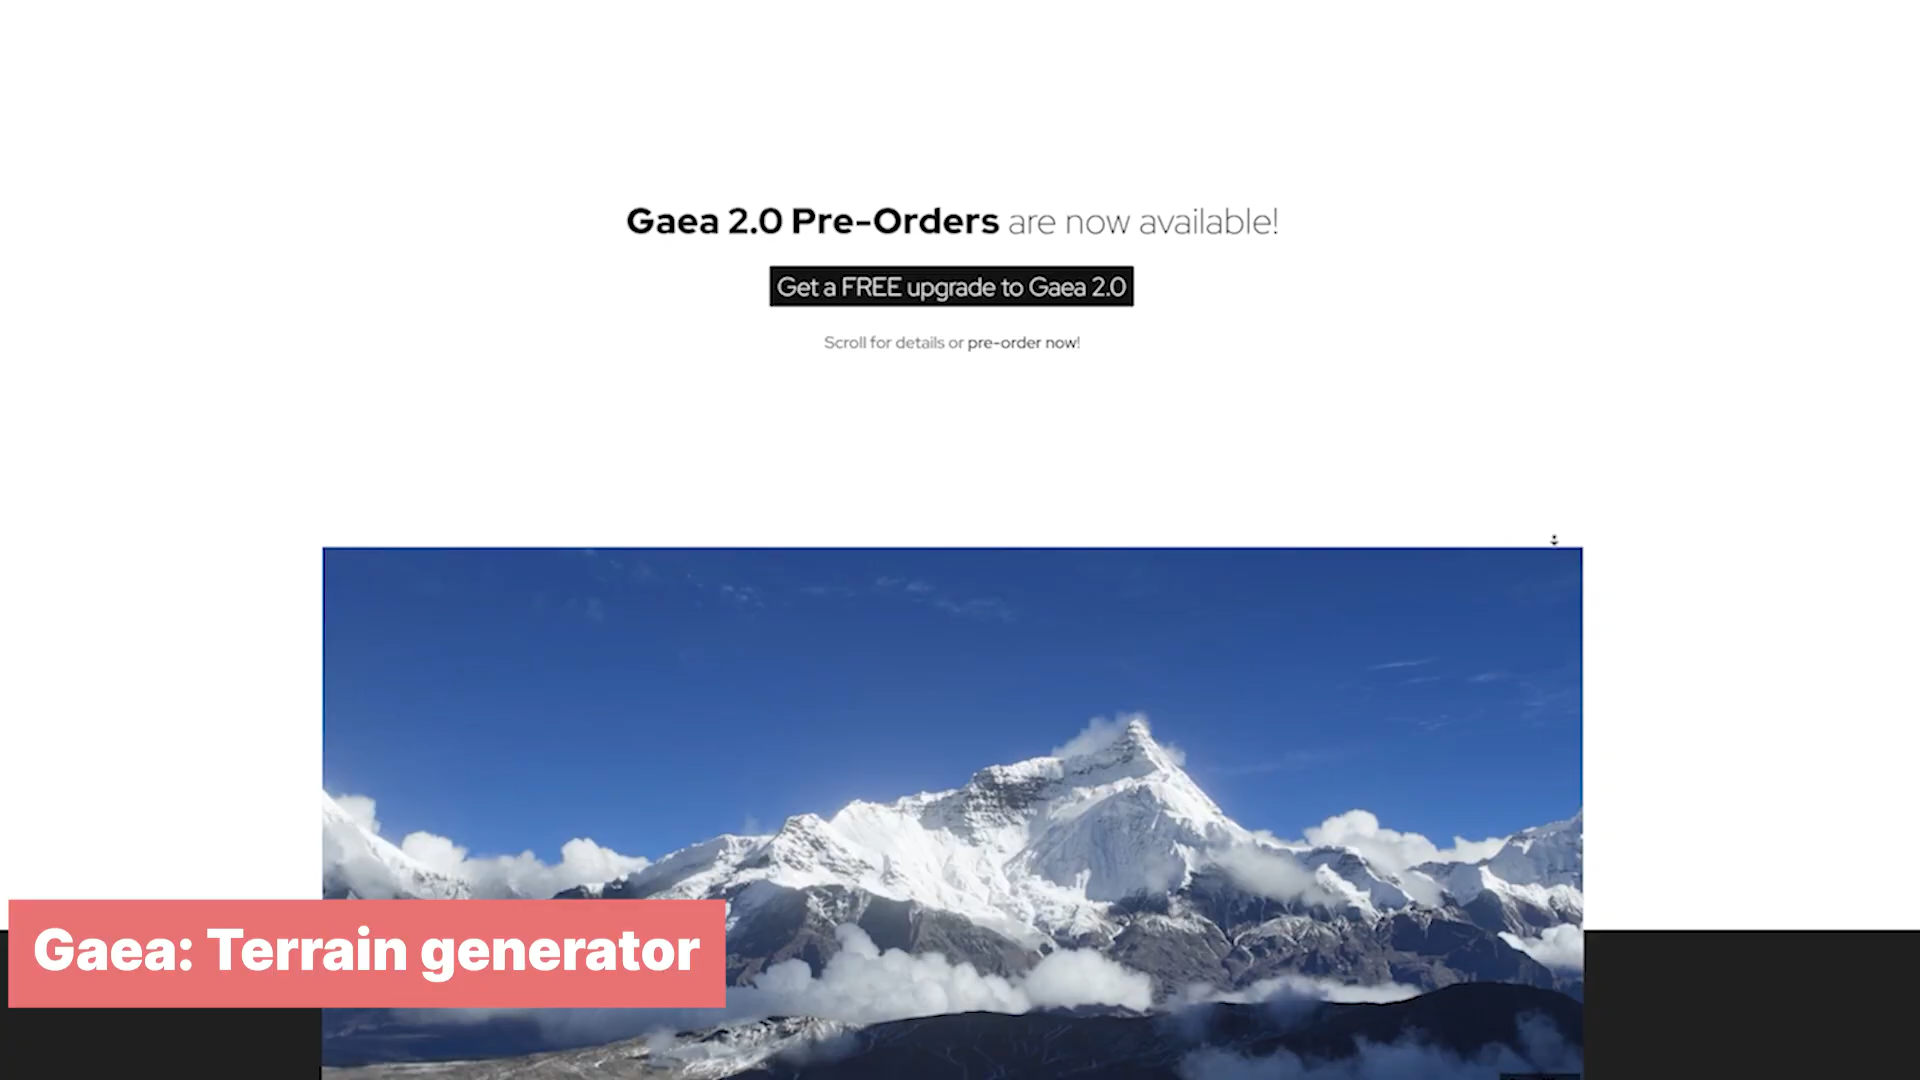 Gaea 2.0 Pre-Orders are now available!
Get a FREE upgrade to Gaea 2.0
Scroll for details or pre-order now!
Gaea: Terrain generator